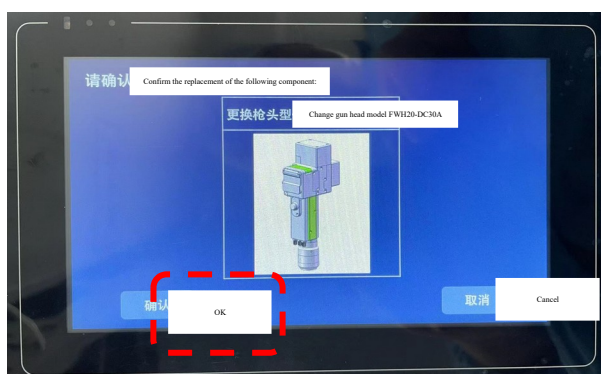 请确认
Confirm the replacement of the following component:
更换枪头型
Change gun head model FWH20-DC30A
确认
OK
取消
Cancel